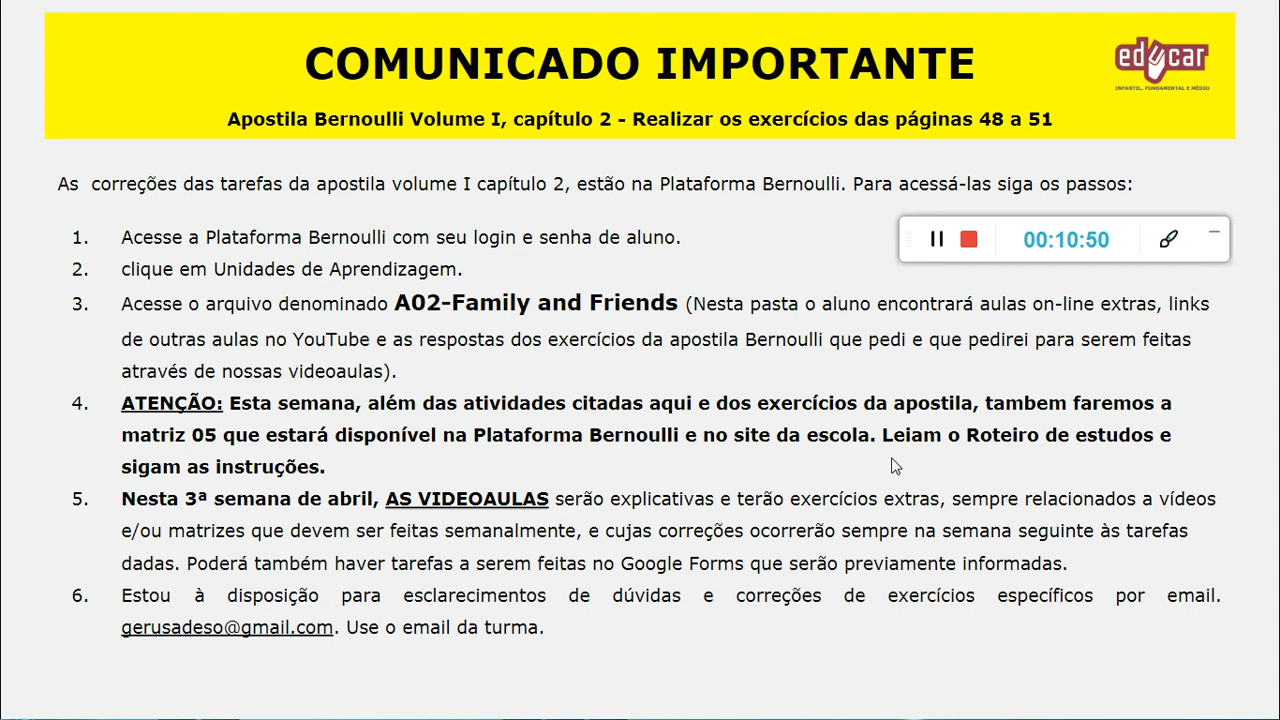 COMUNICADO IMPORTANTE
educar
INFANTIL, FUNDAMENTAL E MÉDIO
Apostila Bernoulli Volume I, capítulo 2 - Realizar os exercícios das páginas 48 a 51
As correções das tarefas da apostila volume I capítulo 2, estão na Plataforma Bernoulli. Para acessá-las siga os passos:
1. Acesse a Plataforma Bernoulli com seu login e senha de aluno.
00:10:50
2. clique em Unidades de Aprendizagem.
3. Acesse o arquivo denominado A02-Family and Friends (Nesta pasta o aluno encontrará aulas on-line extras, links
de outras aulas no YouTube e as respostas dos exercícios da apostila Bernoulli que pedi e que pedirei para serem feitas
através de nossas videoaulas).
4. ATENÇÃO: Esta semana, além das atividades citadas aqui e dos exercícios da apostila, tambem faremos a
matriz 05 que estará disponível na Plataforma Bernoulli e no site da escola. Leiam o Roteiro de estudos e
sigam as instruções.
5. Nesta 3ª semana de abril, AS VIDEOAULAS serão explicativas e terão exercícios extras, sempre relacionados a vídeos
e/ou matrizes que devem ser feitas semanalmente, e cujas correções ocorrerão sempre na semana seguinte às tarefas
dadas. Poderá também haver tarefas a serem feitas no Google Forms que serão previamente informadas.
6. Estou à disposição para esclarecimentos de dúvidas e correções de exercícios específicos por email.
gerusadeso@gmail.com. Use o email da turma.